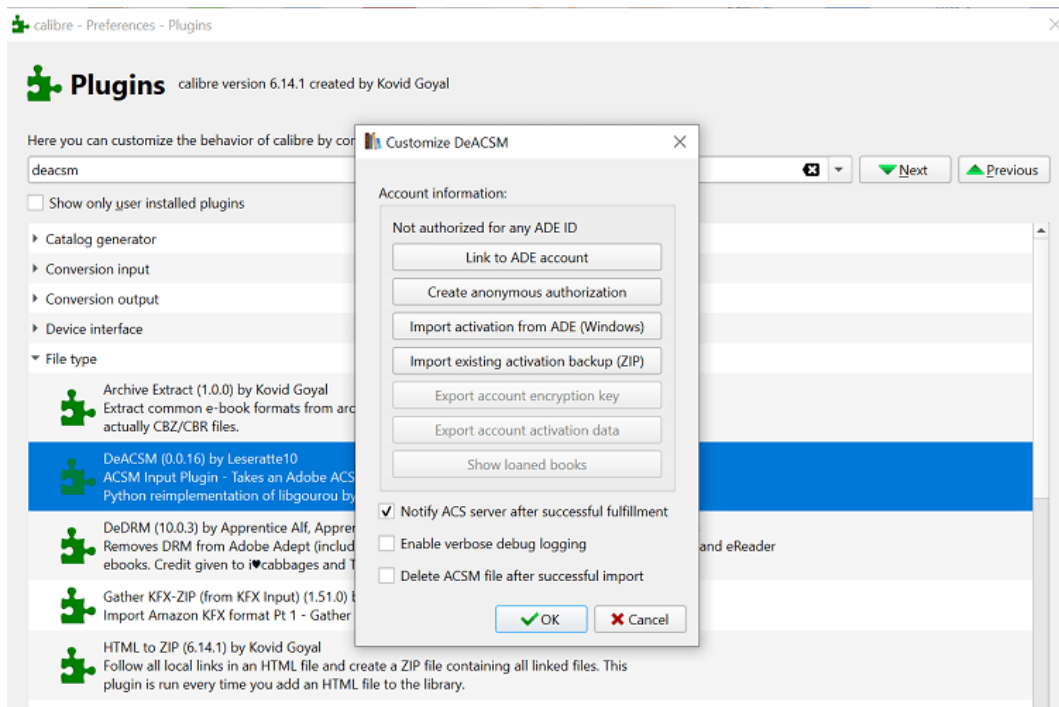 calibre - Preferences - Plugins
Plugins calibre version 6.14.1 created by Kovid Goyal
Here you can customize the behavior of calibre by
deacsm
Next
Previous
Show only user installed plugins
Catalog generator
Conversion input
Conversion output
Device interface
File type
Archive Extract (1.0.0) by Kovid Goyal
Extract common e-book formats from
actually CBZ/CBR files.
DeACSM (0.0.16) by Leseratte10
ACSM Input Plugin - Takes an Adobe ACS
Python reimplementation of libgourou by
DeDRM (10.0.3) by Apprentice Alf,
Removes DRM from Adobe Adept and eReader
ebooks. Credit given to i♥cabbages and
Gather KFX-ZIP (from KFX Input) (1.51.0)
Import Amazon KFX format Pt 1 - Gather
HTML to ZIP (6.14.1) by Kovid Goyal
Follow all local links in an HTML file and create a ZIP file containing all linked files. This
plugin is run every time you add an HTML file to the library.
Customize DeACSM
Account information:
Not authorized for any ADE ID
Link to ADE account
Create anonymous authorization
Import activation from ADE (Windows)
Import existing activation backup (ZIP)
Export account encryption key
Export account activation data
Show loaned books
Notify ACS server after successful fulfillment
Enable verbose debug logging
Delete ACSM file after successful import
OK
Cancel